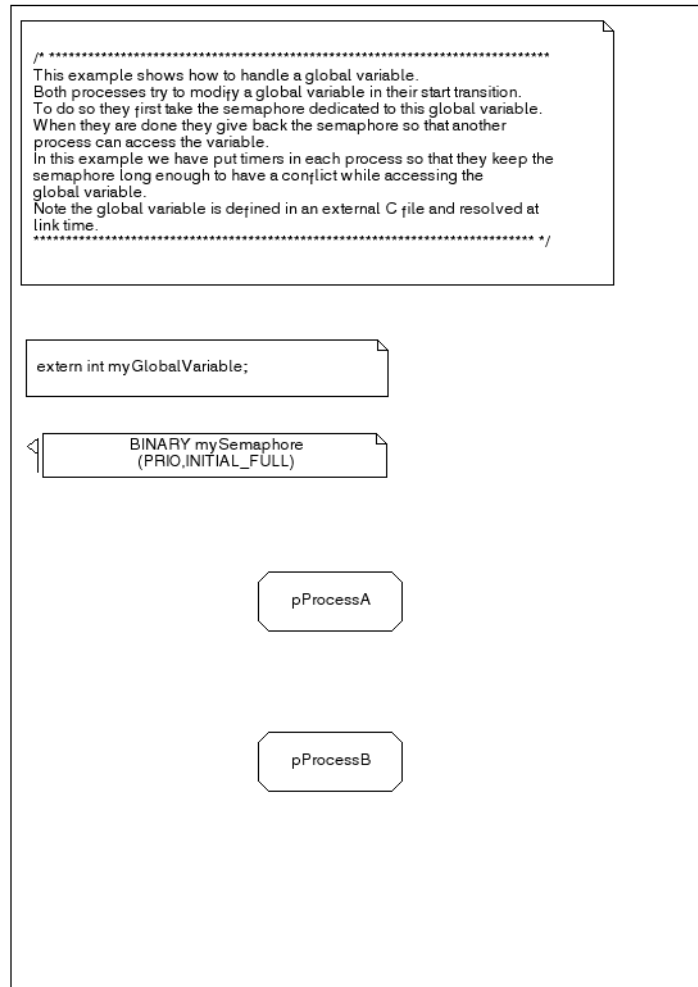 /* *****************************************************************************
This example shows how to handle a global variable.
Both processes try to modify a global variable in their start transition.
To do so they first take the semaphore dedicated to this global variable.
When they are done they give back the semaphore so that another
process can access the variable.
In this example we have put timers in each process so that they keep the
semaphore long enough to have a conflict while accessing the
global variable.
Note the global variable is defined in an external C file and resolved at
link time.
***************************************************************************** */
extern int myGlobalVariable;
BINARY mySemaphore
(PRIO,INITIAL_FULL)
pProcessA
pProcessB